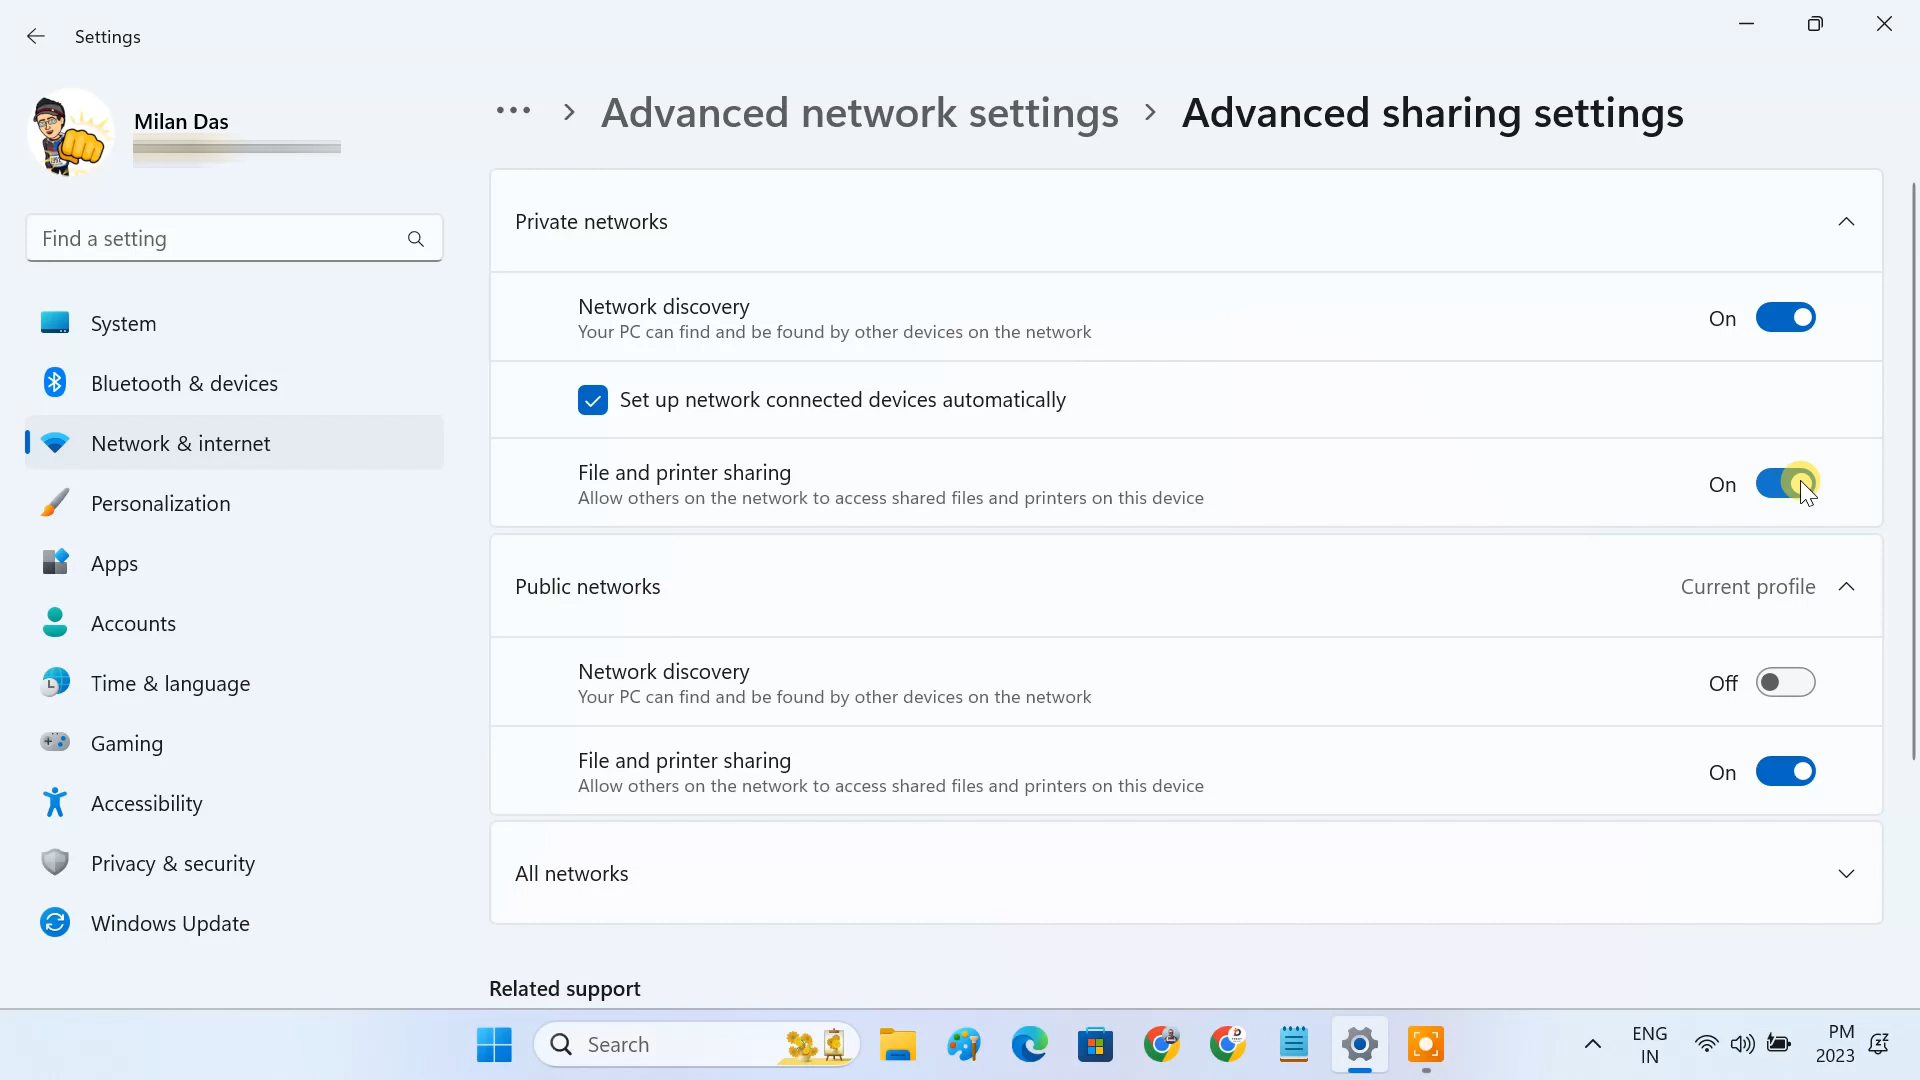 Settings
Milan Das
Find a setting
System
Bluetooth & devices
Network & internet
Personalization
Apps
Accounts
Time & language
Gaming
Accessibility
Privacy & security
Windows Update
··· > Advanced network settings > Advanced sharing settings
Private networks
Network discovery
Your PC can find and be found by other devices on the network
On
Set up network connected devices automatically
File and printer sharing
Allow others on the network to access shared files and printers on this device
On
Public networks
Current profile
Network discovery
Your PC can find and be found by other devices on the network
Off
File and printer sharing
Allow others on the network to access shared files and printers on this device
On
All networks
Related support
Search
ENG
IN
PM
2023